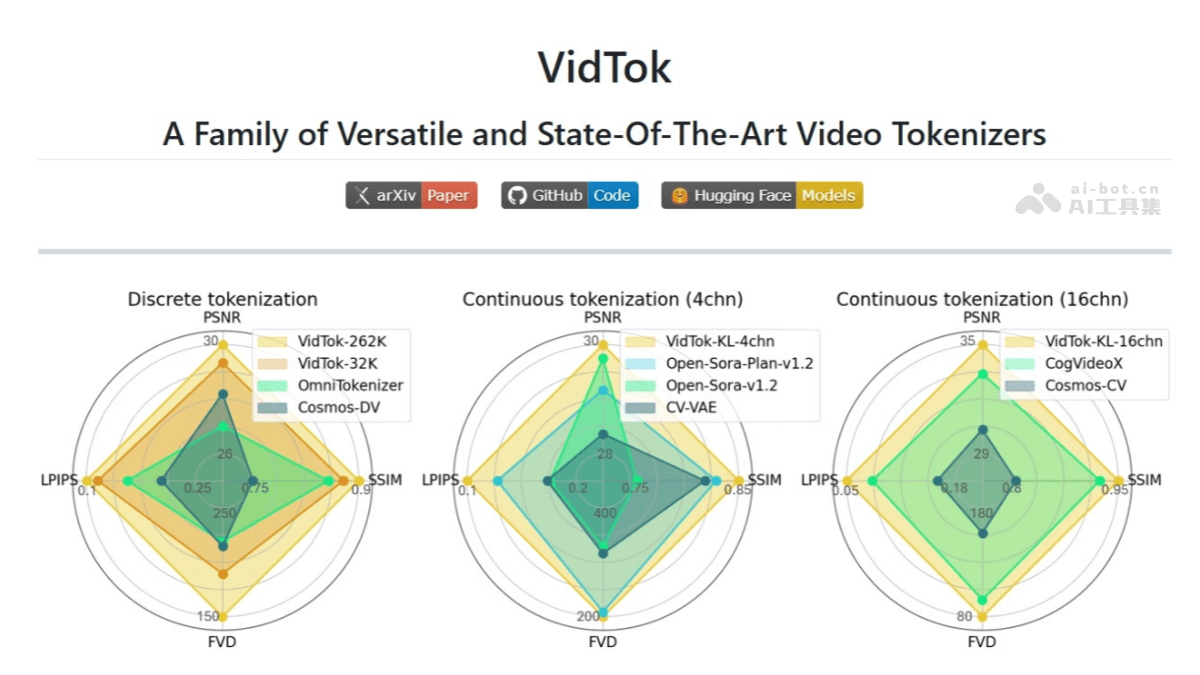 VidTok
A Family of Versatile and State-Of-The-Art Video Tokenizers
arXiv Paper
GitHub Code
Hugging Face Models
ai-bot.cn
AI工具集
Discrete tokenization
PSNR
30
26
LPIPS
0.1
0.25
0.75
0.9
SSIM
250
150
FVD
VidTok-262K
VidTok-32K
OmniTokenizer
Cosmos-DV
Continuous tokenization (4chn)
PSNR
30
28
LPIPS
0.1
0.2
0.75
0.85
SSIM
400
200
FVD
VidTok-KL-4chn
Open-Sora-Plan-v1.2
Open-Sora-v1.2
CV-VAE
Continuous tokenization (16chn)
PSNR
35
29
LPIPS
0.05
0.18
0.8
0.95
SSIM
180
80
FVD
VidTok-KL-16chn
CogVideoX
Cosmos-CV